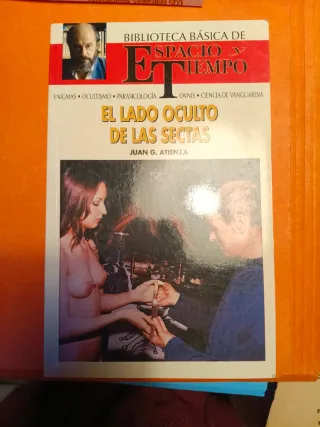 BIBLIOTECA BÁSICA DE
ESPACIO Y
TIEMPO
ENIGMAS • OCULTISMO • PARASICOLOGÍA OVNIS • CIENCIA DE VANGUARDIA
EL LADO OCULTO
DE LAS SECTAS
JUAN G. ATIENZA